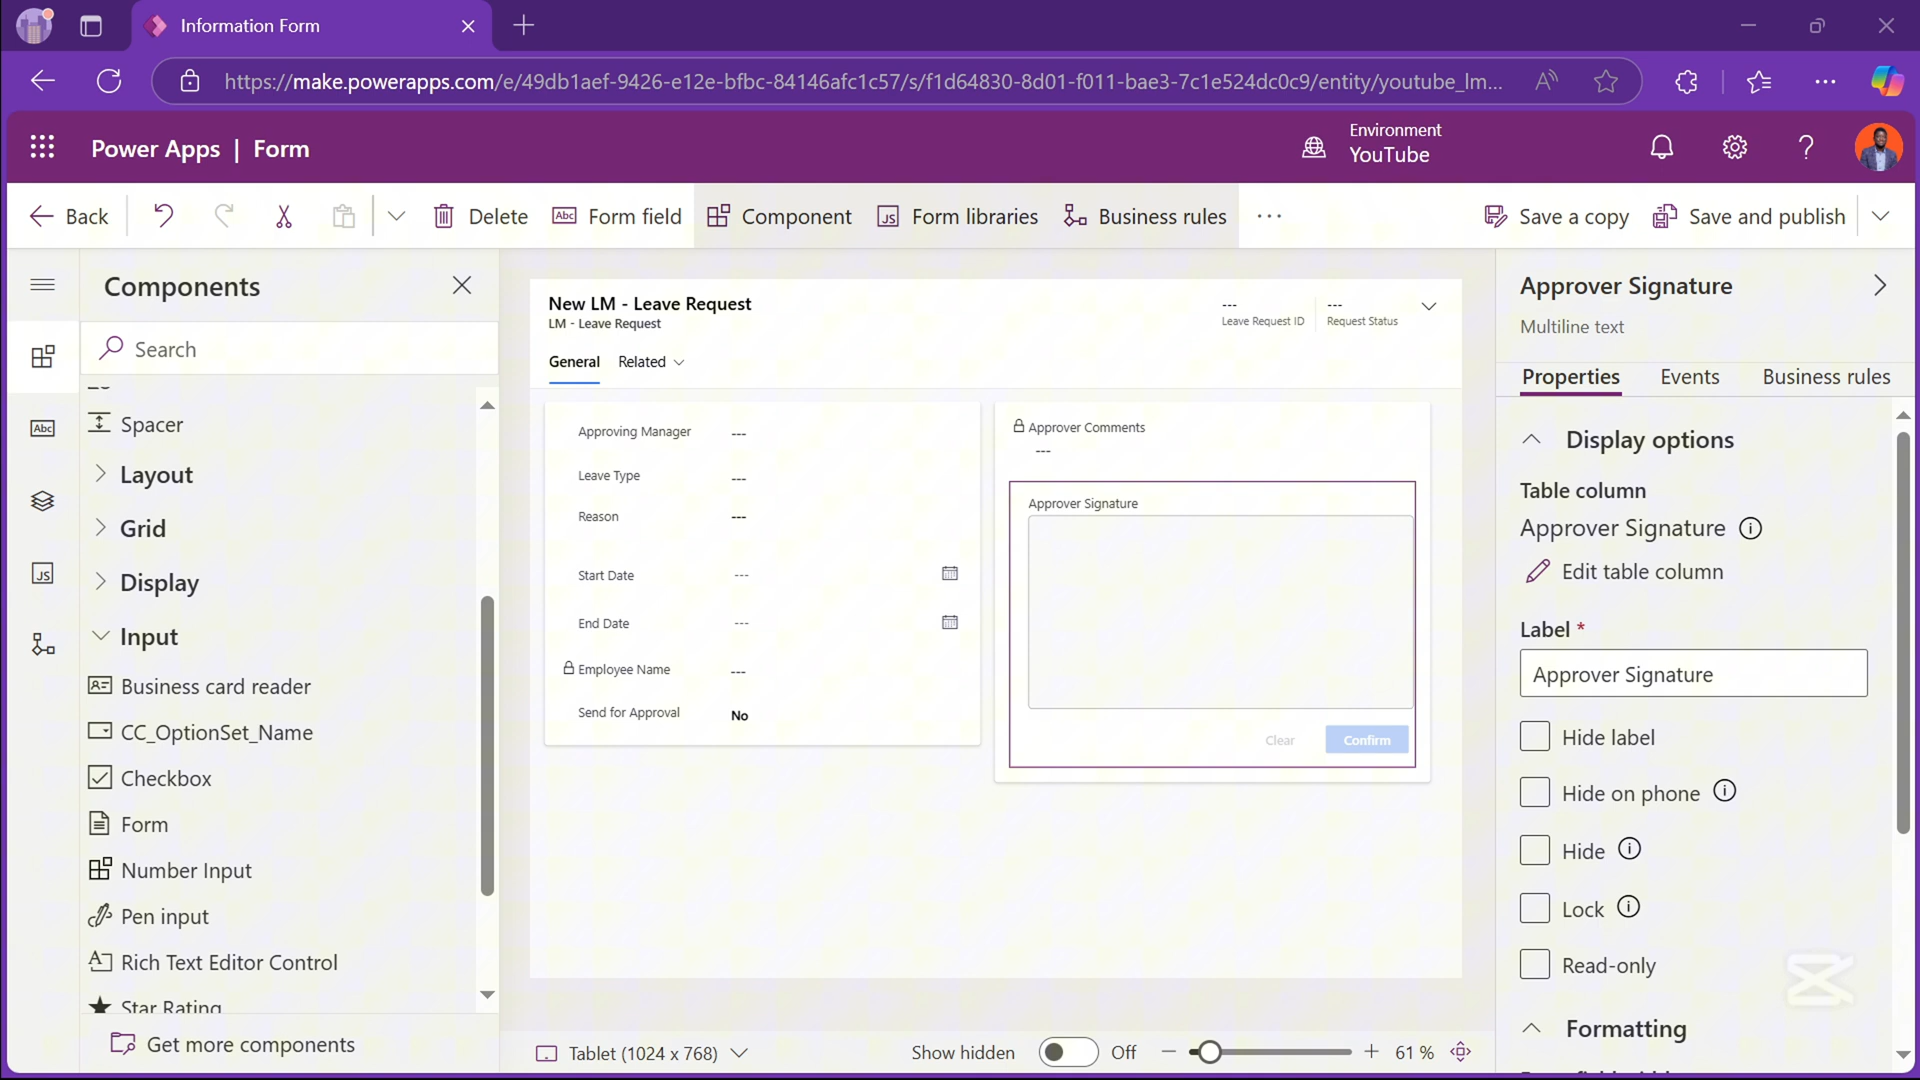 Information Form
https://make.powerapps.com/e/49db1aef-9426-e12e-bfbc-84146afc1c57/s/f1d64830-8d01-f011-bae3-7c1e524dc0c9/entity/youtube_lm...
Power Apps | Form
Environment
YouTube
Back
Delete
Abc Form field
Component
JS Form libraries
Business rules
Save a copy
Save and publish
Components
Search
Spacer
Layout
Grid
Display
Input
Business card reader
CC_OptionSet_Name
Checkbox
Form
Number Input
Pen input
Rich Text Editor Control
Star Rating
Get more components
Abc
JS
New LM - Leave Request
LM - Leave Request
---
Leave Request ID
---
Request Status
General
Related
Approving Manager ---
Leave Type ---
Reason ---
Start Date ---
End Date ---
Employee Name ---
Send for Approval No
Approver Comments
---
Approver Signature
Clear
Confirm
Tablet (1024 x 768)
Show hidden
Off
61 %
Approver Signature
Multiline text
Properties
Events
Business rules
Display options
Table column
Approver Signature
Edit table column
Label *
Approver Signature
Hide label
Hide on phone
Hide
Lock
Read-only
Formatting